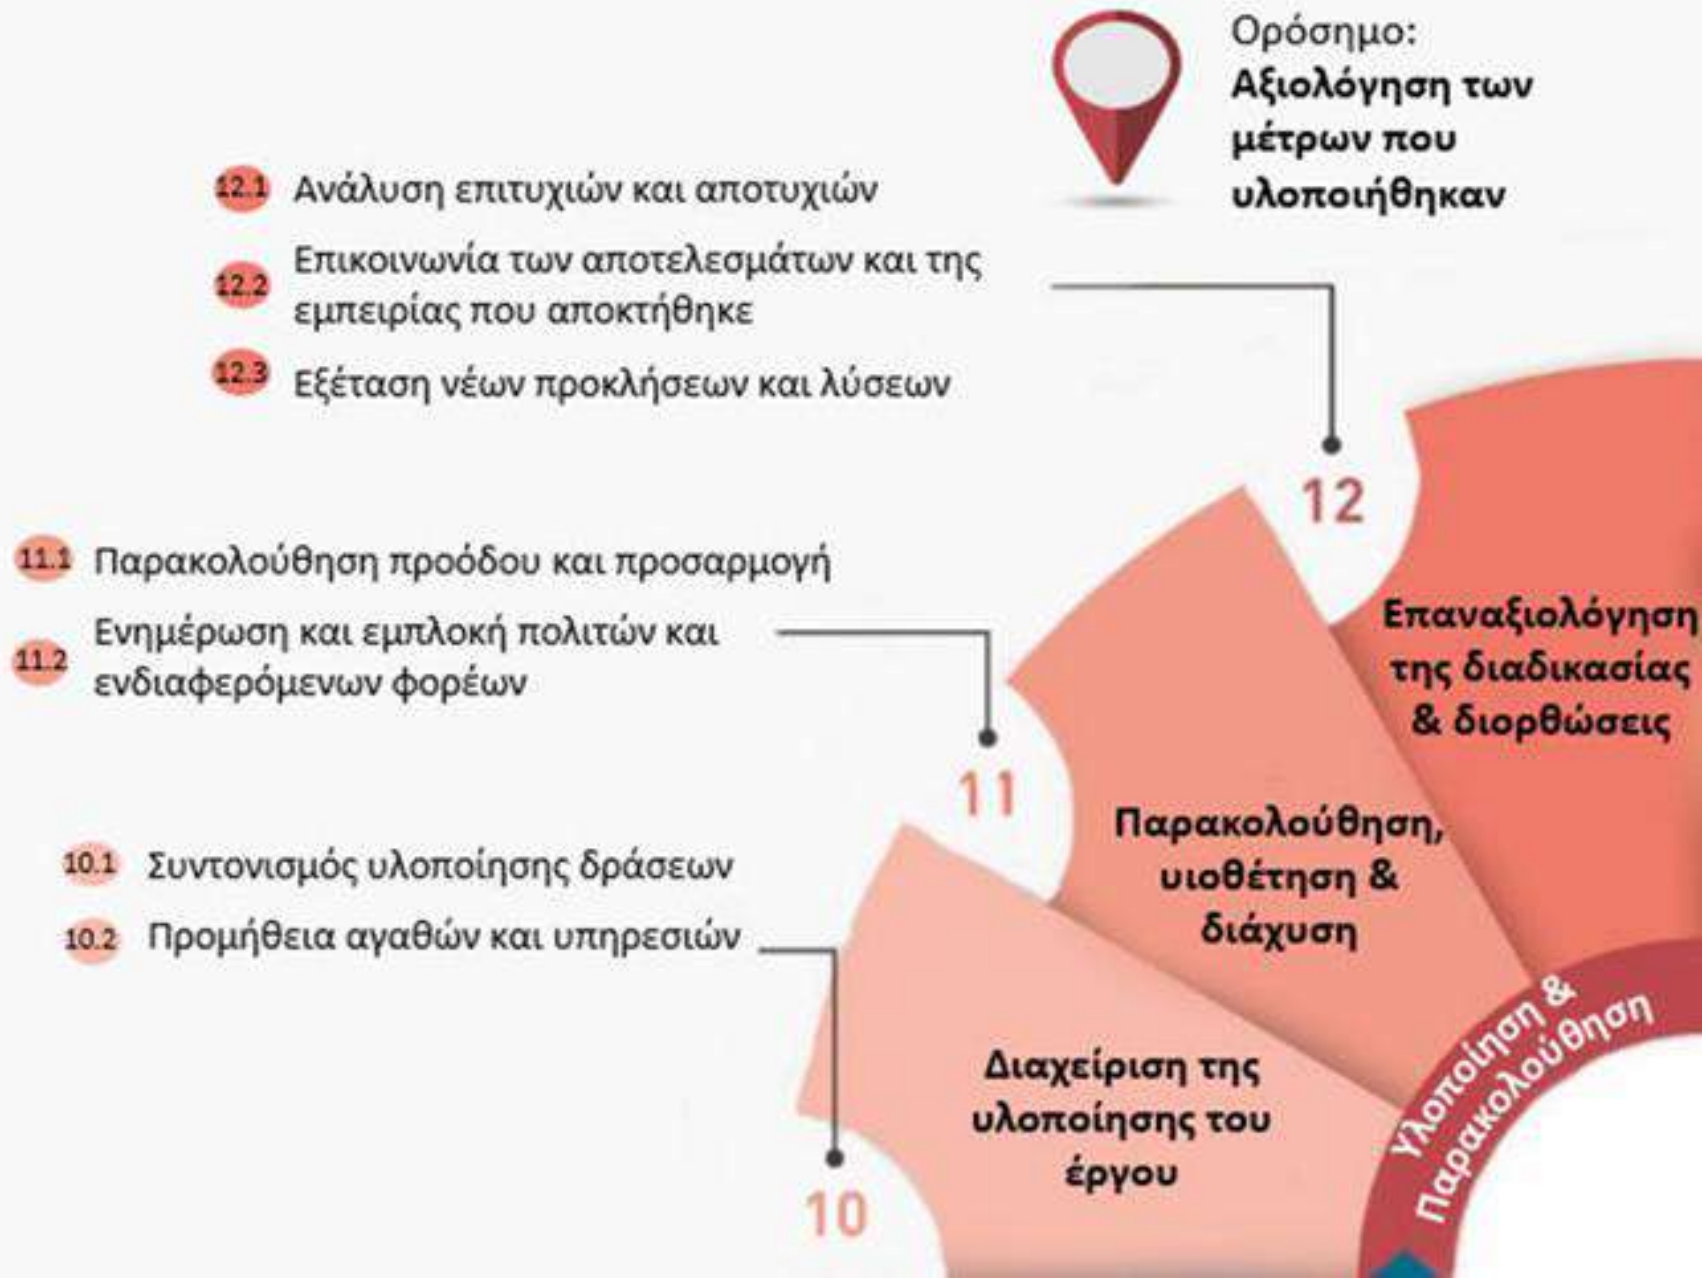 Ορόσημο:
Αξιολόγηση των
μέτρων που
υλοποιήθηκαν
12.1 Ανάλυση επιτυχιών και αποτυχιών
12.2 Επικοινωνία των αποτελεσμάτων και της
εμπειρίας που αποκτήθηκε
12.3 Εξέταση νέων προκλήσεων και λύσεων
12
Επαναξιολόγηση
της διαδικασίας
& διορθώσεις
11.1 Παρακολούθηση προόδου και προσαρμογή
11.2 Ενημέρωση και εμπλοκή πολιτών και
ενδιαφερόμενων φορέων
11
Παρακολούθηση,
υιοθέτηση &
διάχυση
10.1 Συντονισμός υλοποίησης δράσεων
10.2 Προμήθεια αγαθών και υπηρεσιών
10
Διαχείριση της
υλοποίησης του
έργου
Υλοποίηση &
Παρακολούθηση